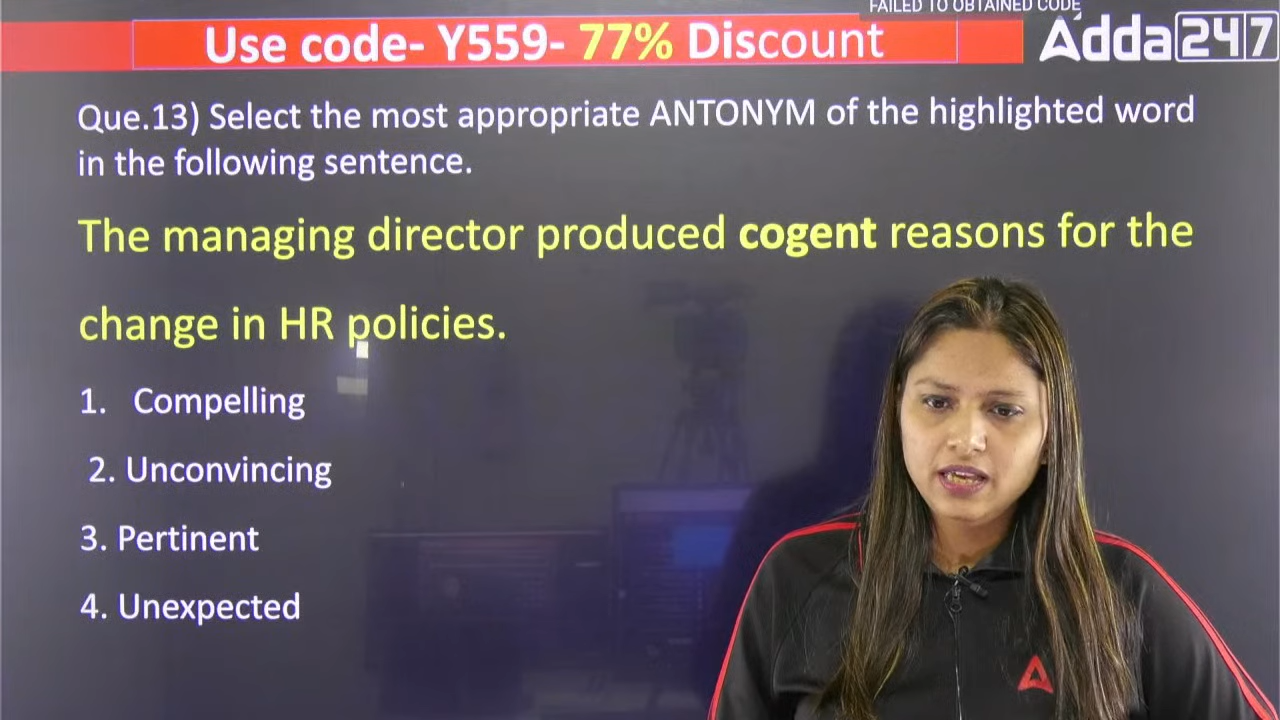 FAILED TO OBTAINED CODE
Use code- Y559- 77% Discount
Adda247
Que.13) Select the most appropriate ANTONYM of the highlighted word
in the following sentence.
The managing director produced cogent reasons for the
change in HR policies.
1. Compelling
2. Unconvincing
3. Pertinent
4. Unexpected